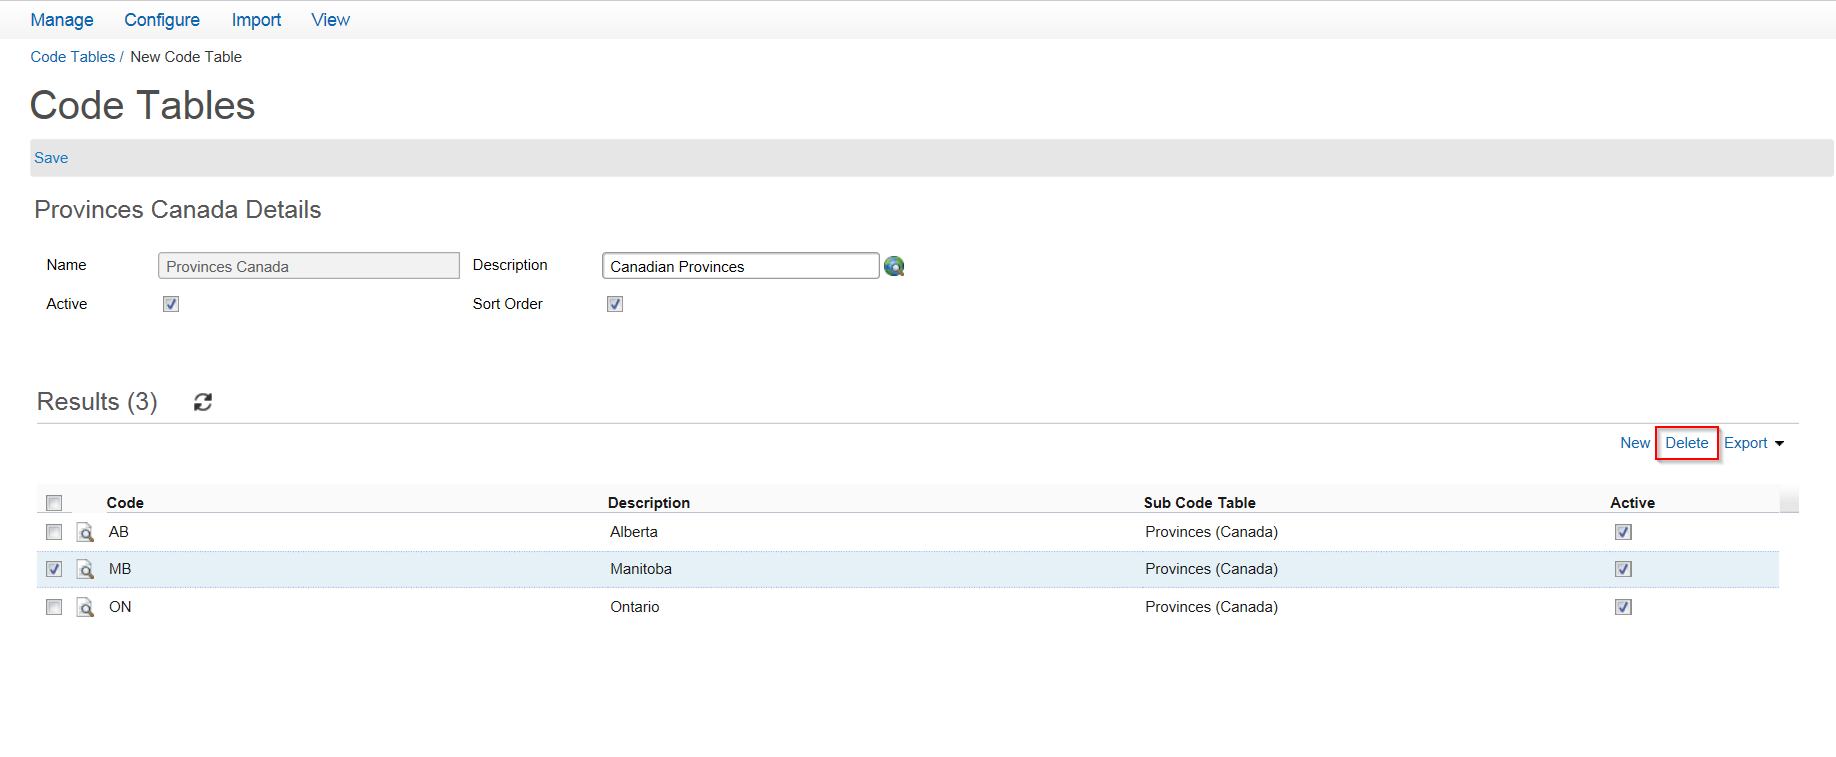 Manage Configure Import View
Code Tables / New Code Table
Code Tables
Save
Provinces Canada Details
Name Provinces Canada Description Canadian Provinces
Active Sort Order
Results (3)
New Delete Export
Code Description Sub Code Table Active
AB Alberta Provinces (Canada)
MB Manitoba Provinces (Canada)
ON Ontario Provinces (Canada)